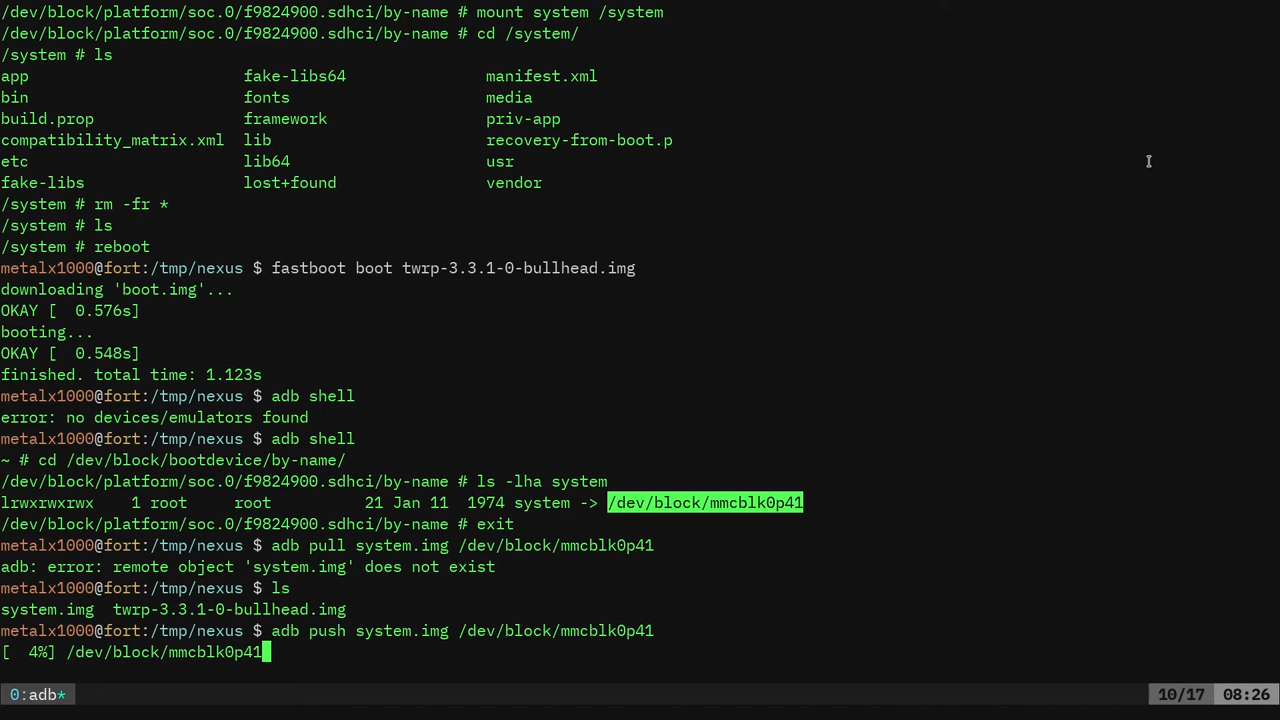 /dev/block/platform/soc.0/f9824900.sdhci/by-name # mount system /system
/dev/block/platform/soc.0/f9824900.sdhci/by-name # cd /system/
/system # ls
app                       fake-libs64               manifest.xml
bin                       fonts                     media
build.prop                framework                 priv-app
compatibility_matrix.xml  lib                       recovery-from-boot.p
etc                       lib64                     usr
fake-libs                 lost+found                vendor
/system # rm -fr *
/system # ls
/system # reboot
metalx1000@fort:/tmp/nexus $ fastboot boot twrp-3.3.1-0-bullhead.img
downloading 'boot.img'...
OKAY [  0.576s]
booting...
OKAY [  0.548s]
finished. total time: 1.123s
metalx1000@fort:/tmp/nexus $ adb shell
error: no devices/emulators found
metalx1000@fort:/tmp/nexus $ adb shell
~ # cd /dev/block/bootdevice/by-name/
/dev/block/platform/soc.0/f9824900.sdhci/by-name # ls -lha system
lrwxrwxrwx    1 root     root          21 Jan 11  1974 system -> /dev/block/mmcblk0p41
/dev/block/platform/soc.0/f9824900.sdhci/by-name # exit
metalx1000@fort:/tmp/nexus $ adb pull system.img /dev/block/mmcblk0p41
adb: error: remote object 'system.img' does not exist
metalx1000@fort:/tmp/nexus $ ls
system.img  twrp-3.3.1-0-bullhead.img
metalx1000@fort:/tmp/nexus $ adb push system.img /dev/block/mmcblk0p41
[  4%] /dev/block/mmcblk0p41
0:adb*  10/17  08:26